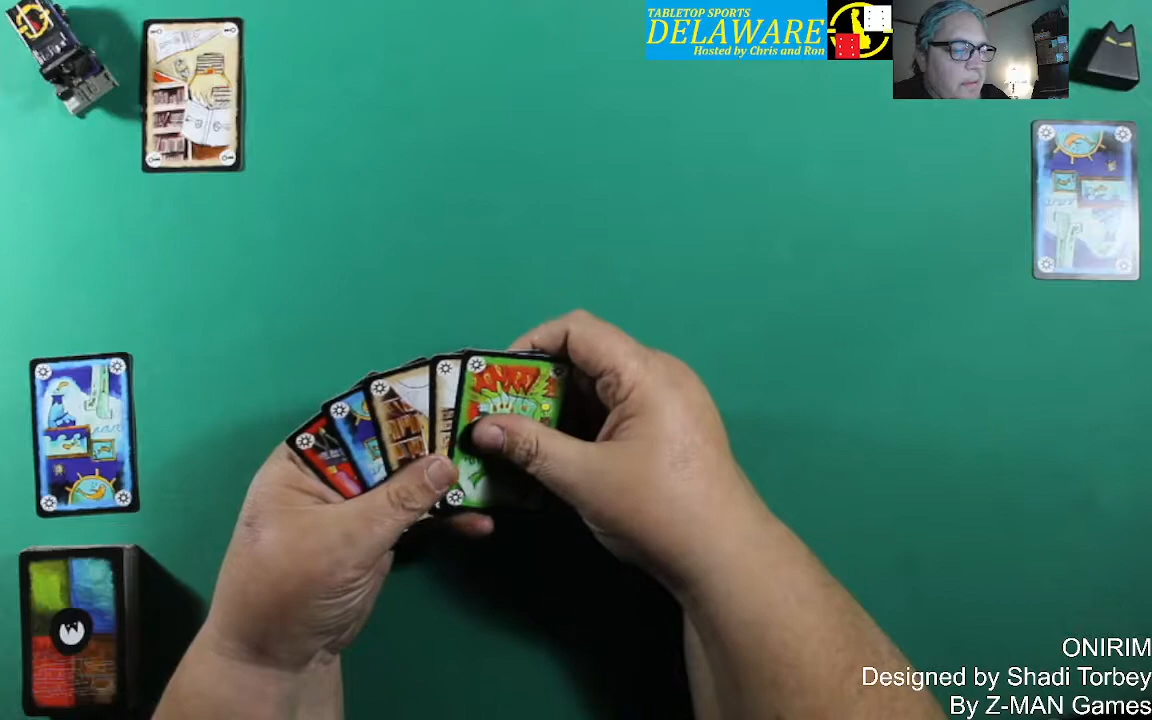 TABLETOP SPORTS
DELAWARE
Hosted by Chris and Ron
ONIRIM
Designed by Shadi Torbey
By Z-MAN Games